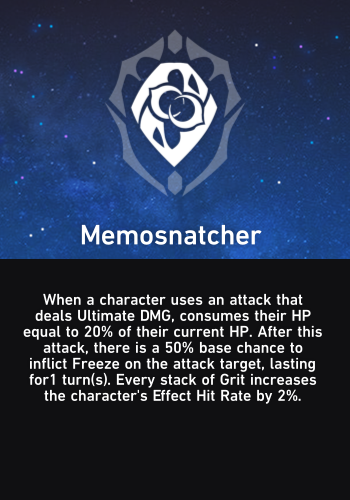 Memosnatcher
When a character uses an attack that
deals Ultimate DMG, consumes their HP
equal to 20% of their current HP. After this
attack, there is a 50% base chance to
inflict Freeze on the attack target, lasting
for1 turn(s). Every stack of Grit increases
the character's Effect Hit Rate by 2%.